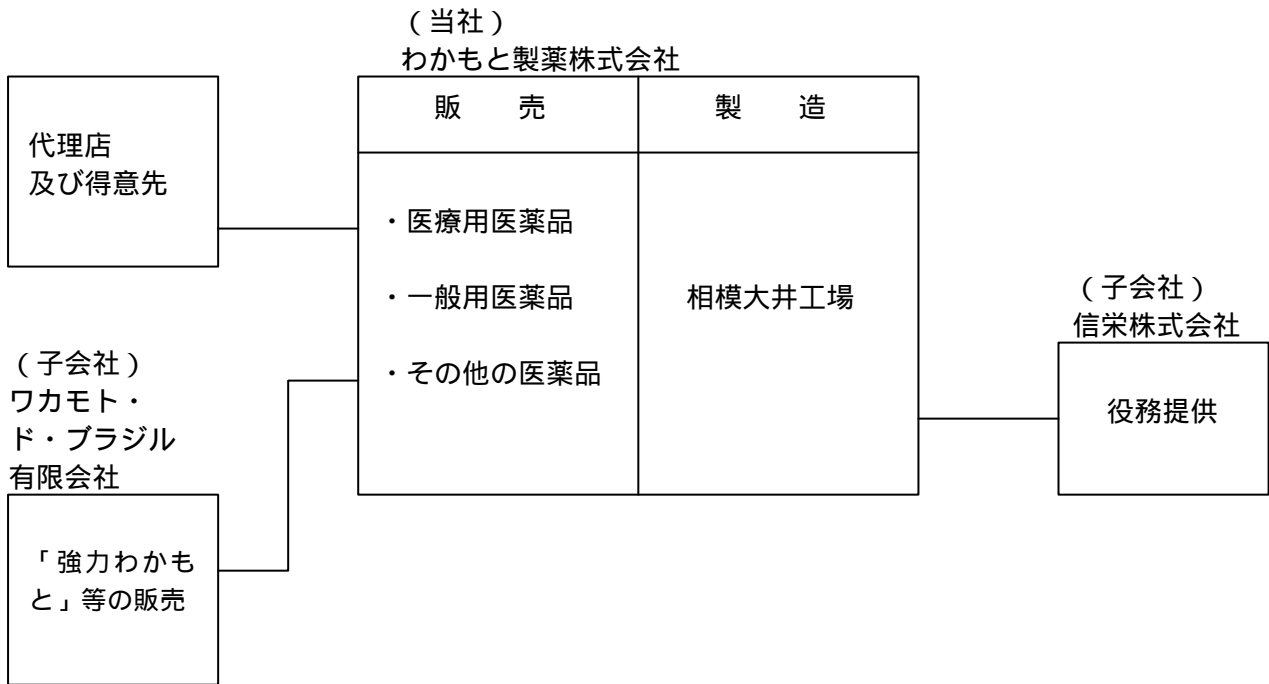 （当社）
わかもと製薬株式会社
販　　売
製　　造
代理店
及び得意先
・医療用医薬品
・一般用医薬品
・その他の医薬品
相模大井工場
（子会社）
信栄株式会社
役務提供
（子会社）
ワカモト・
ド・ブラジル
有限会社
「強力わかも
と」等の販売